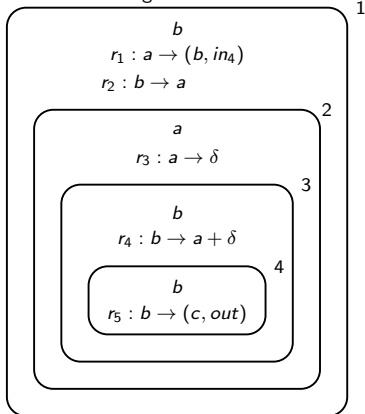 1
b
r₁ : a → (b, in₄)
r₂ : b → a
2
a
r₃ : a → δ
3
b
r₄ : b → a + δ
4
b
r₅ : b → (c, out)